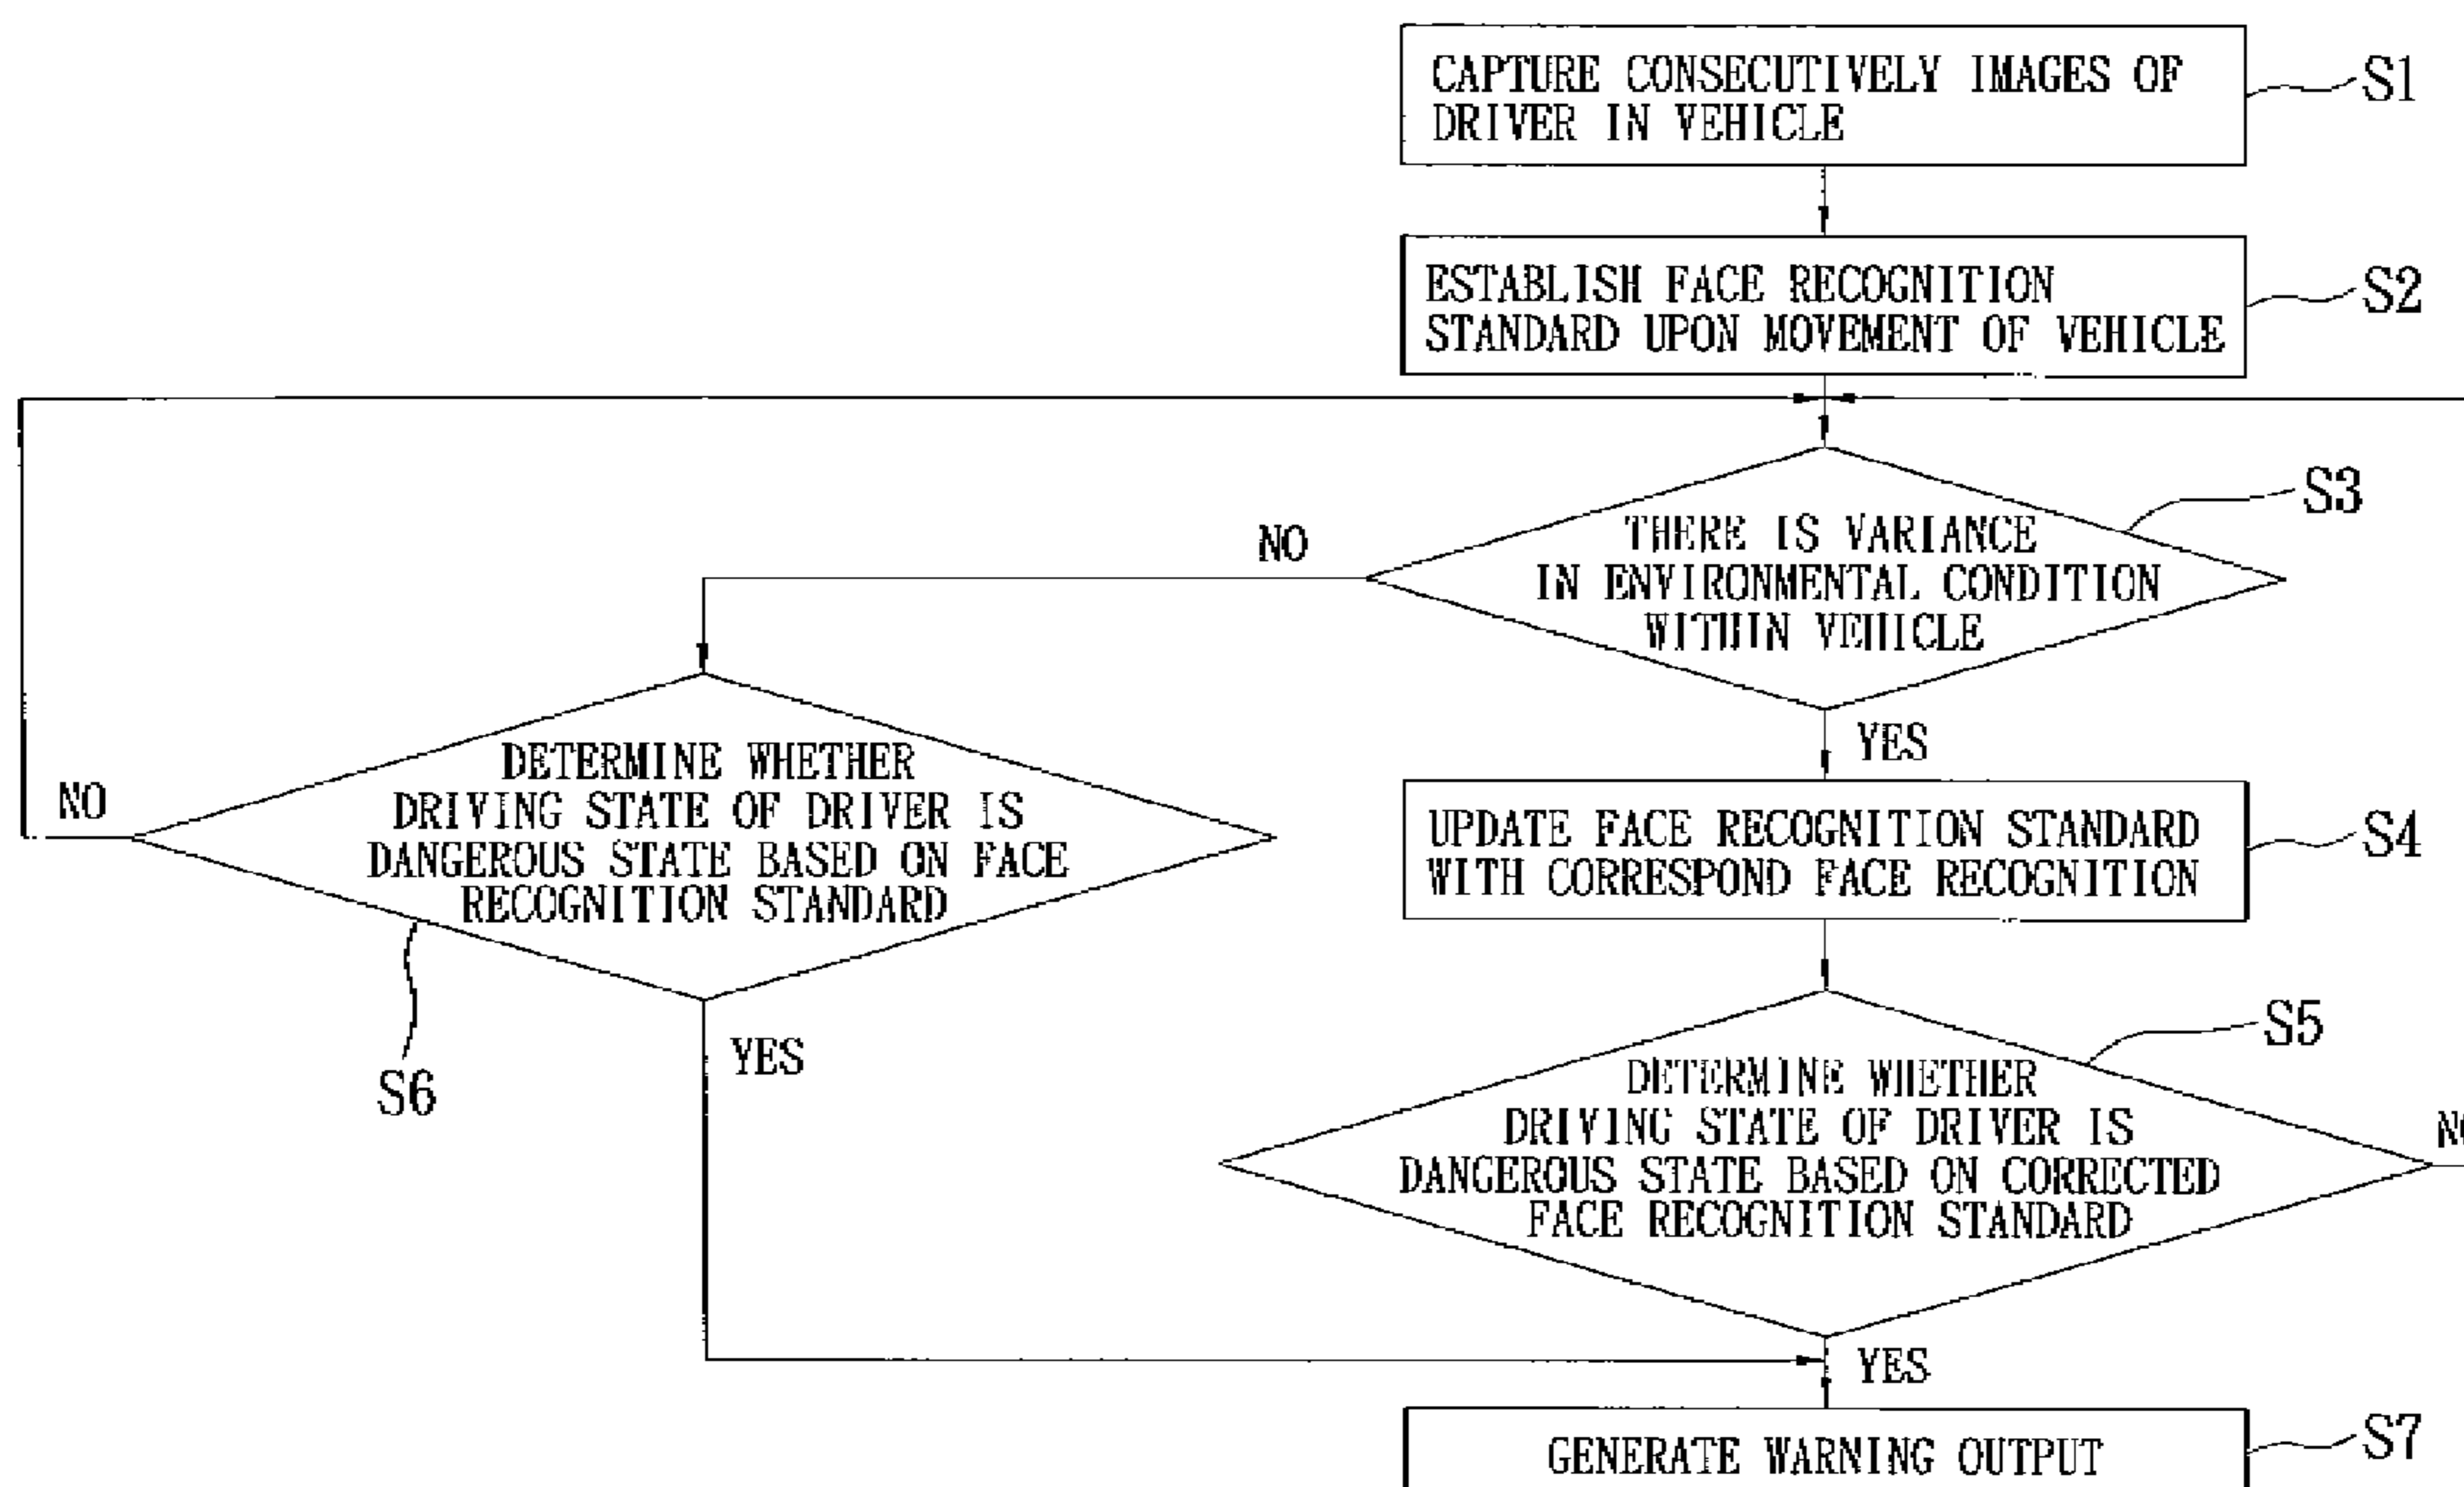 CAPTURE CONSECUTIVELY IMAGES OF
DRIVER IN VEHICLE
S1
ESTABLISH FACE RECOGNITION
STANDARD UPON MOVEMENT OF VEHICLE
S2
S3
THERE IS VARIANCE
IN ENVIRONMENTAL CONDITION
WITHIN VEHICLE
NO
YES
DETERMINE WHETHER
DRIVING STATE OF DRIVER IS
DANGEROUS STATE BASED ON FACE
RECOGNITION STANDARD
NO
YES
S6
UPDATE FACE RECOGNITION STANDARD
WITH CORRESPOND FACE RECOGNITION
S4
S5
DETERMINE WHETHER
DRIVING STATE OF DRIVER IS
DANGEROUS STATE BASED ON CORRECTED
FACE RECOGNITION STANDARD
YES
GENERATE WARNING OUTPUT
S7